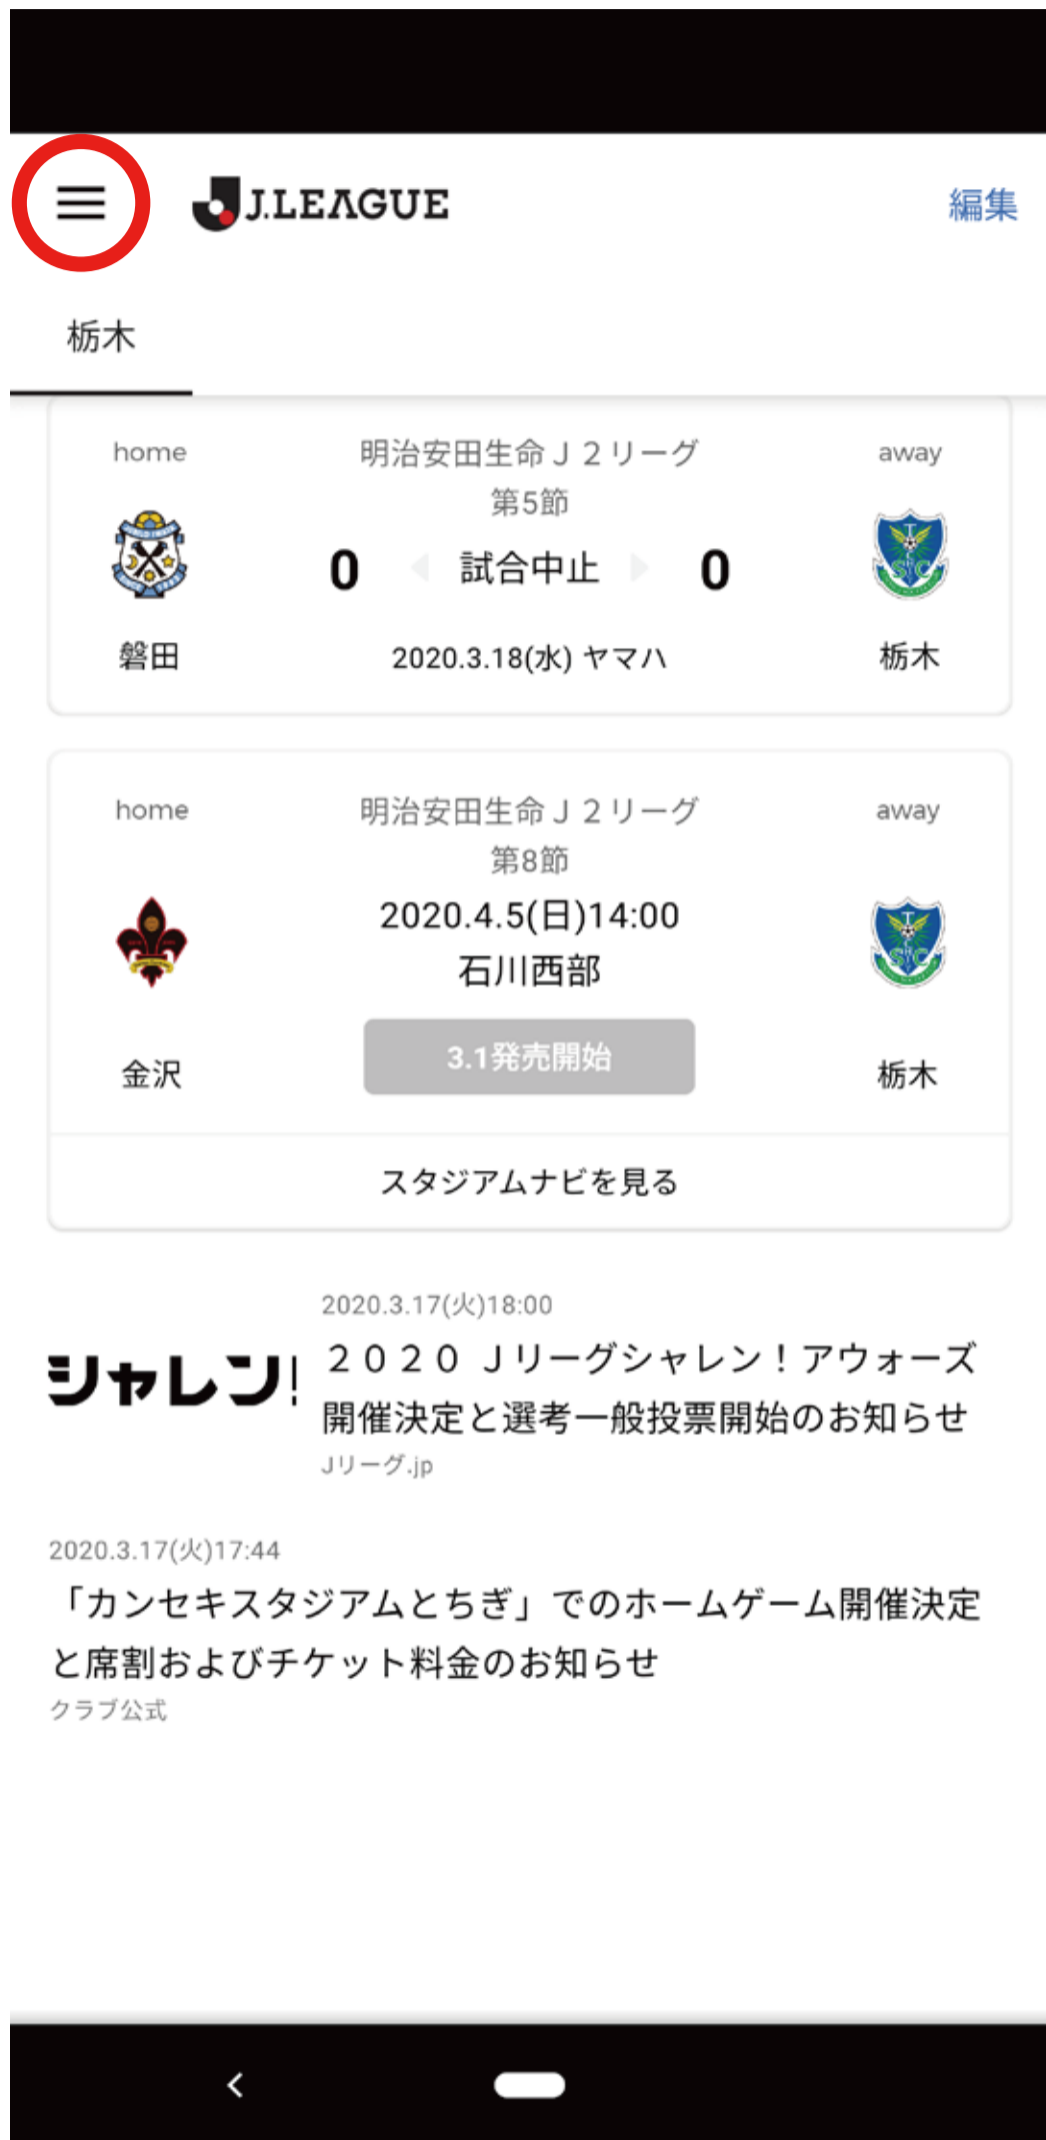 J.LEAGUE
編集
栃木
home
明治安田生命Ｊ２リーグ
away
第5節
0
試合中止
0
磐田
2020.3.18(水) ヤマハ
栃木
home
明治安田生命Ｊ２リーグ
away
第8節
2020.4.5(日)14:00
石川西部
3.1発売開始
金沢
栃木
スタジアムナビを見る
シャレン!
2020.3.17(火)18:00
２０２０ Ｊリーグシャレン！アウォーズ
開催決定と選考一般投票開始のお知らせ
Jリーグ.jp
2020.3.17(火)17:44
「カンセキスタジアムとちぎ」でのホームゲーム開催決定
と席割およびチケット料金のお知らせ
クラブ公式